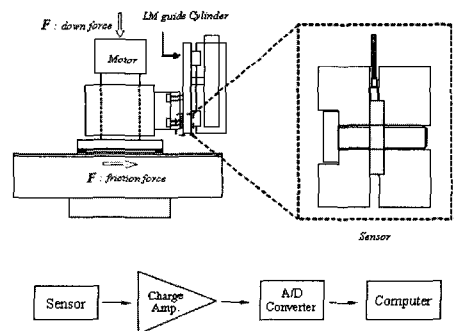 F : down force
LM guide Cylinder
Motor
F : friction force
Sensor
Sensor
Charge
Amp.
A/D
Converter
Computer